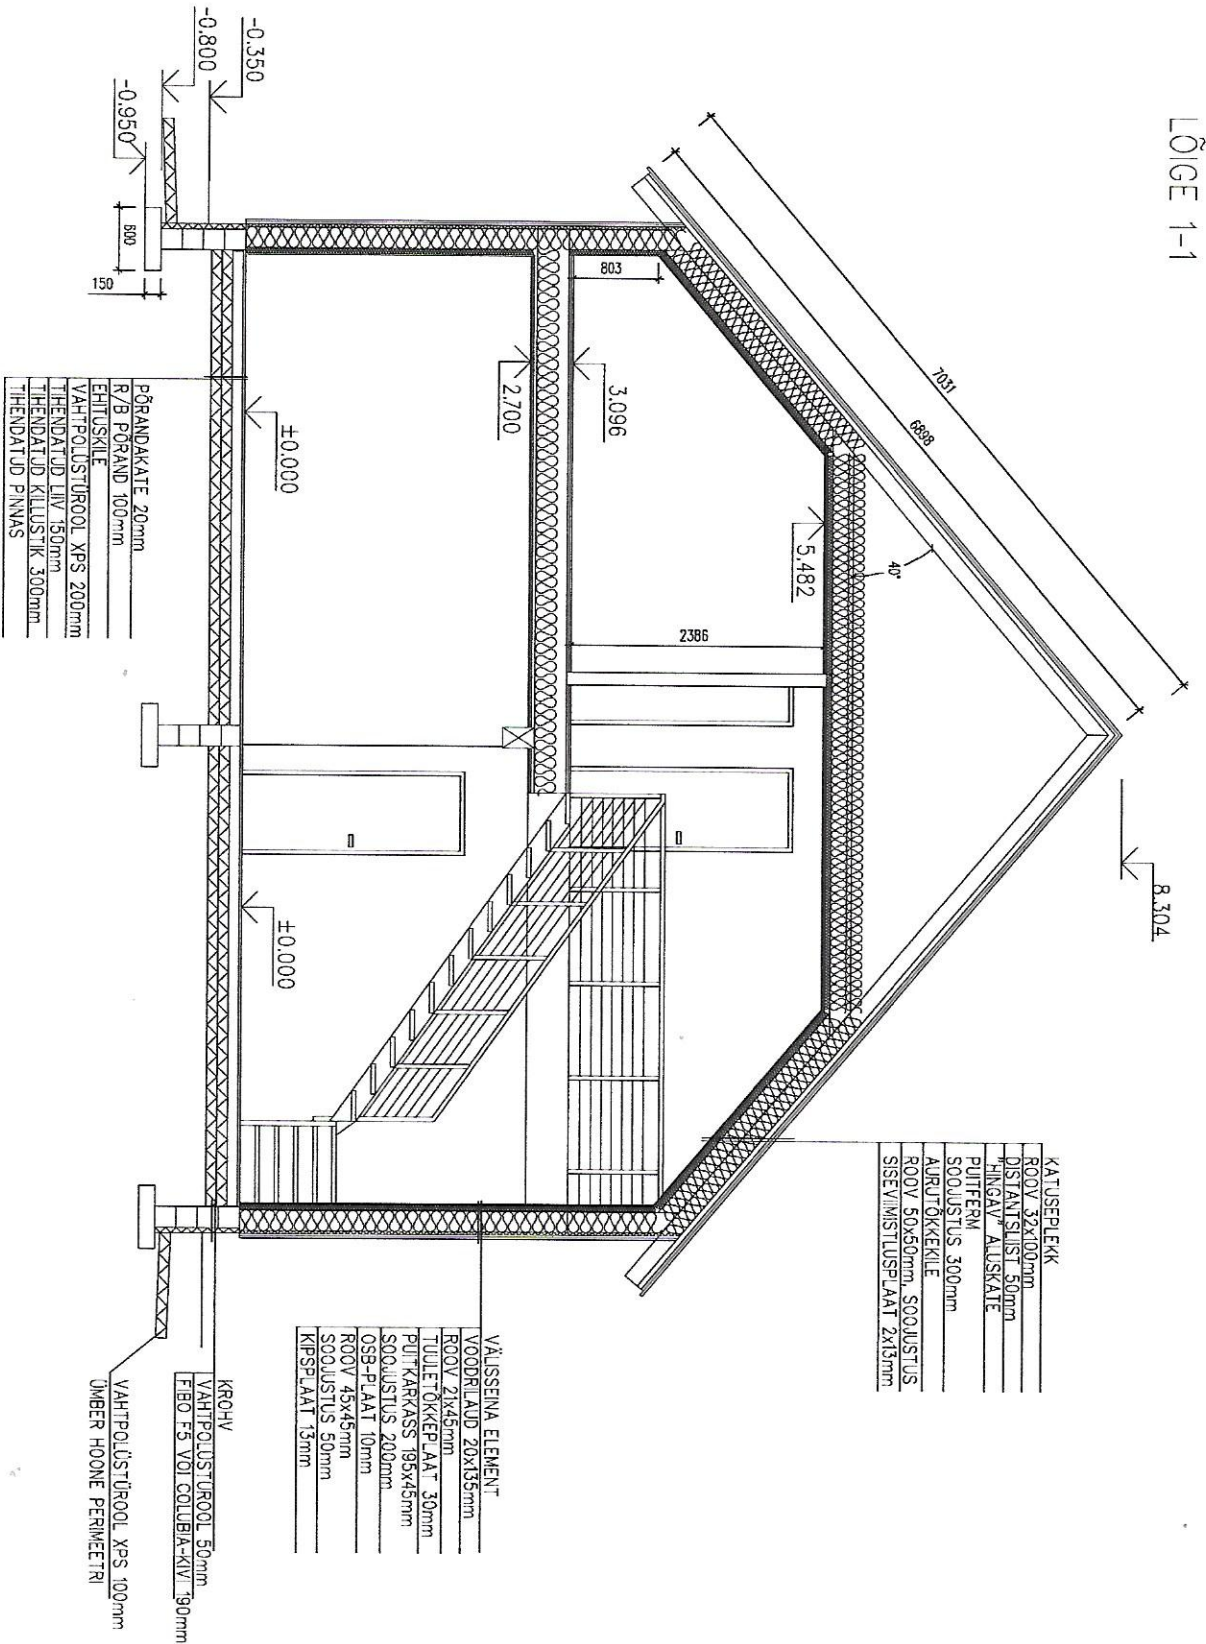 LÕIGE 1-1
7031
6898
8.304
40°
5.482
2386
803
3.096
2.700
±0.000
±0.000
-0.350
-0.800
-0.950
600
150
KATUSEPLEKK
ROOV 32x100mm
DISTANTSLIIST 50mm
"HINGAV" ALUSKATE
PUITFERM
SOOJUSTUS 300mm
AURUTÕKKEKILE
ROOV 50x50mm, SOOJUSTUS
SISEVIIMISTLUSPLAAT 2x13mm
VÄLISSEINA ELEMENT
VOODRILAUD 20x135mm
ROOV 21x45mm
TUULETÕKKEPLAAT 30mm
PUITKARKASS 195x45mm
SOOJUSTUS 200mm
OSB-PLAAT 10mm
ROOV 45x45mm
SOOJUSTUS 50mm
KIPSPLAAT 13mm
PÕRANDAKATE 20mm
R/B PÕRAND 100mm
EHITUSKILE
VAHTPOLÜSTÜROOL XPS 200mm
TIHENDATUD LIIV 150mm
TIHENDATUD KILLUSTIK 300mm
TIHENDATUD PINNAS
KROHV
VAHTPOLÜSTÜROOL 50mm
FIBO F5 VÕI COLUBIA-KIVI 190mm
VAHTPOLÜSTÜROOL XPS 100mm
ÜMBER HOONE PERIMEETRI